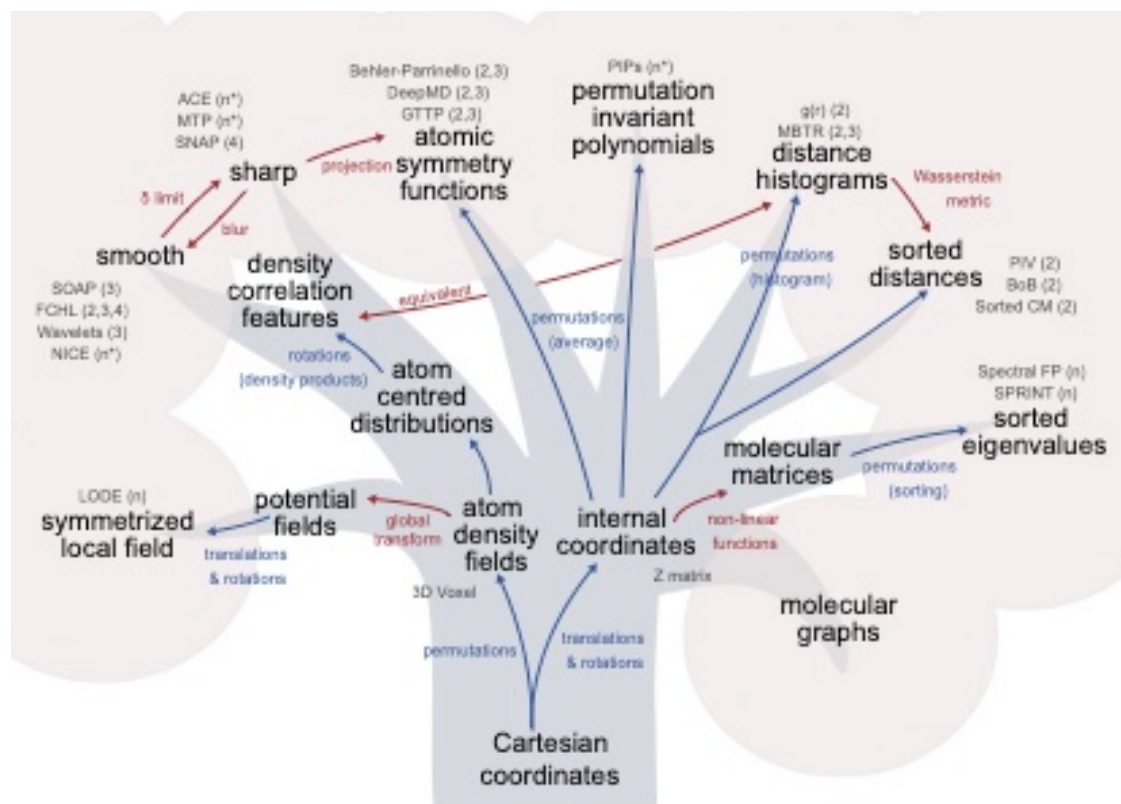 Behler-Parrinello (2,3)
DeepMD (2,3)
GTTP (2,3)
atomic
symmetry
functions
PIPs (n*)
permutation
invariant
polynomials
g(r) (2)
MBTR (2,3)
distance
histograms
ACE (n*)
MTP (n*)
SNAP (4)
sharp
projection
Wasserstein
metric
δ limit
blur
smooth
SOAP (3)
FCHL (2,3,4)
Wavelets (3)
NICE (n*)
density
correlation
features
equivalent
permutations
(histogram)
sorted
distances
PIV (2)
BoB (2)
Sorted CM (2)
permutations
(average)
rotations
(density products)
atom
centred
distributions
Spectral FP (n)
SPRINT (n)
sorted
eigenvalues
molecular
matrices
permutations
(sorting)
LODE (n)
symmetrized
local field
potential
fields
translations
& rotations
global
transform
atom
density
fields
3D Voxel
internal
coordinates
non-linear
functions
Z matrix
molecular
graphs
permutations
translations
& rotations
Cartesian
coordinates